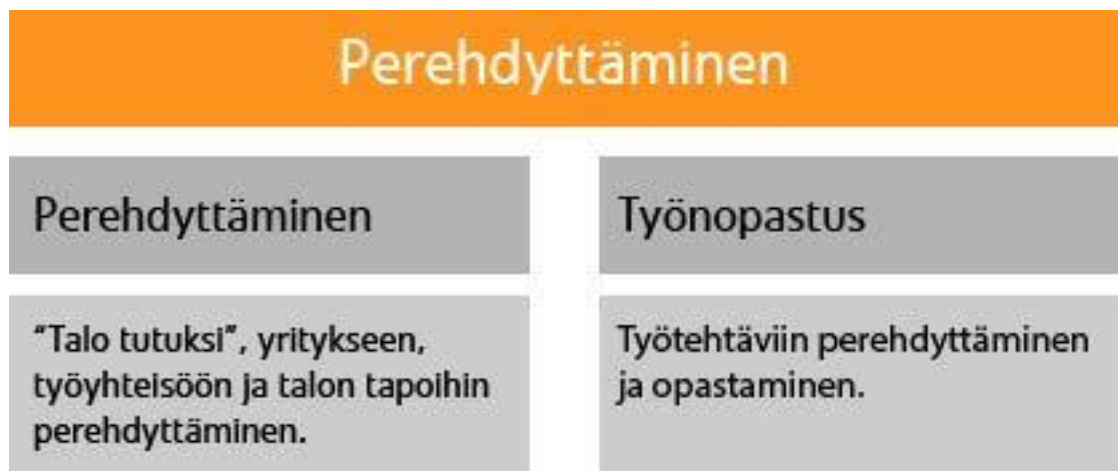 Perehdyttäminen
Perehdyttäminen
"Talo tutuksi", yritykseen,
työyhteisöön ja talon tapoihin
perehdyttäminen.
Työnopastus
Työtehtäviin perehdyttäminen
ja opastaminen.